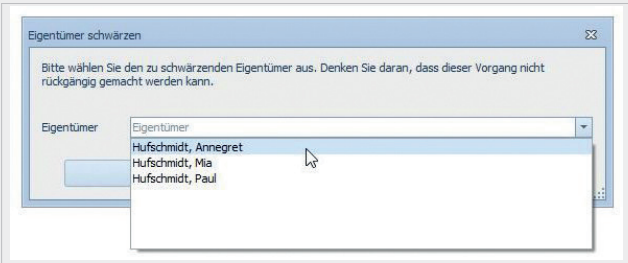 Eigentümer schwärzen
Bitte wählen Sie den zu schwärzenden Eigentümer aus. Denken Sie daran, dass dieser Vorgang nicht
rückgängig gemacht werden kann.
Eigentümer Eigentümer
Hufschmidt, Annegret
Hufschmidt, Mia
Hufschmidt, Paul